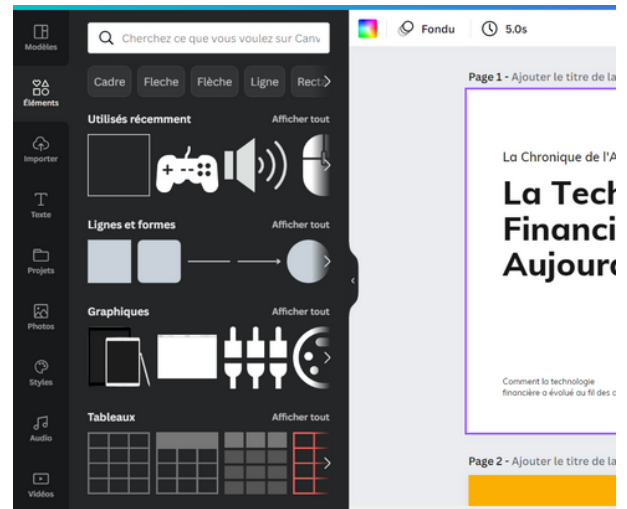 Modèles
Éléments
Importer
Texte
Projets
Photos
Styles
Audio
Vidéos
Cherchez ce que vous voulez sur Canv
Cadre Fleche Flèche Ligne Recta
Utilisés récemment Afficher tout
Lignes et formes Afficher tout
Graphiques Afficher tout
Tableaux Afficher tout
Fondu 5.0s
Page 1 - Ajouter le titre de la
La Chronique de l'A
La Tech
Financi
Aujourd
Comment la technologie
financière a évolué au fil des
Page 2 - Ajouter le titre de la